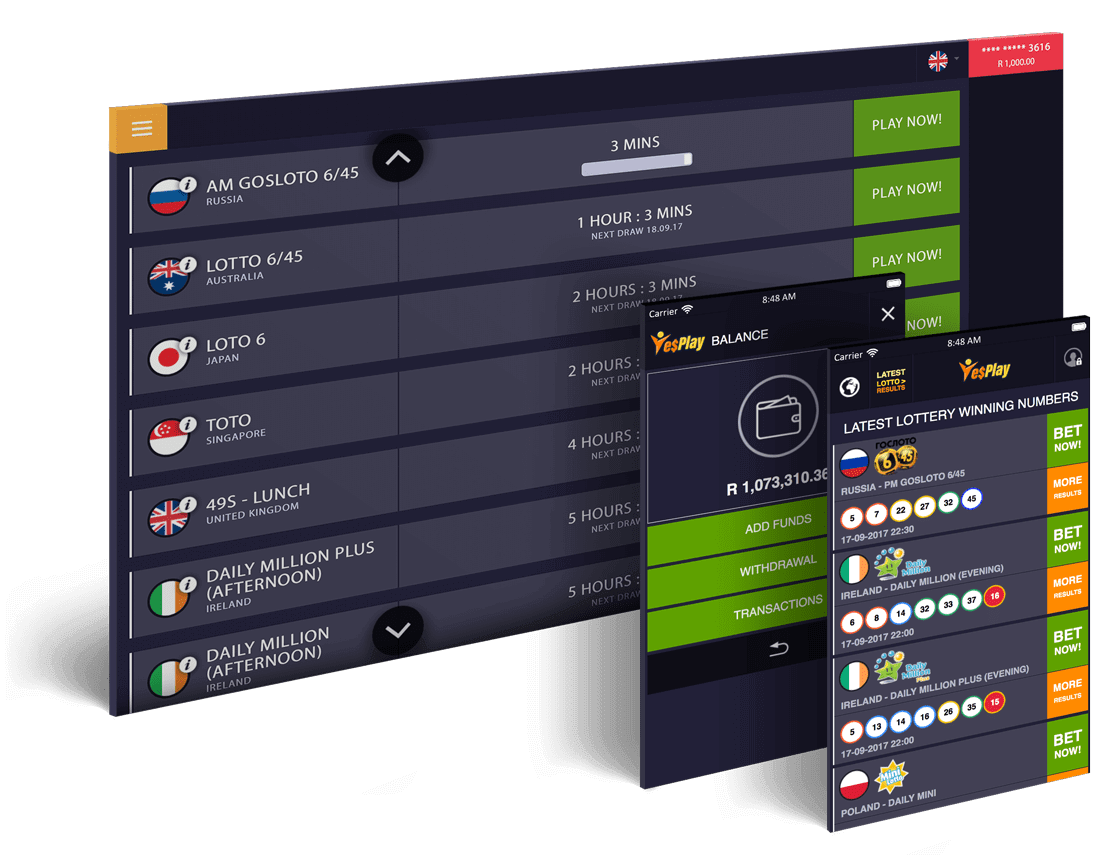 **** ***** 3616
R 1,000.00
AM GOSLOTO 6/45
RUSSIA
3 MINS
PLAY NOW!
LOTTO 6/45
AUSTRALIA
1 HOUR : 3 MINS
NEXT DRAW 18.09.17
PLAY NOW!
LOTO 6
JAPAN
2 HOURS : 3 MINS
NEXT DRAW 18.09.17
PLAY NOW!
TOTO
SINGAPORE
2 HOURS :
NEXT DRAW
NOW!
49S - LUNCH
UNITED KINGDOM
4 HOURS :
NEXT DRAW
DAILY MILLION PLUS
(AFTERNOON)
IRELAND
5 HOURS :
NEXT DRAW
DAILY MILLION
(AFTERNOON)
IRELAND
5 HOURS :
NEXT DRAW
Carrier
8:48 AM
YesPlay BALANCE
R 1,073,310.36
ADD FUNDS
WITHDRAWAL
TRANSACTIONS
Carrier
8:48 AM
LATEST
LOTTO >
RESULTS
YesPlay
LATEST LOTTERY WINNING NUMBERS
ГОСЛОТО
6 45
RUSSIA - PM GOSLOTO 6/45
5 7 22 27 32 45
17-09-2017 22:30
BET
NOW!
MORE
RESULTS
Daily
Million
IRELAND - DAILY MILLION (EVENING)
6 8 14 32 33 37 16
17-09-2017 22:00
BET
NOW!
MORE
RESULTS
Daily
Million
Plus
IRELAND - DAILY MILLION PLUS (EVENING)
5 13 14 16 26 35 15
17-09-2017 22:00
BET
NOW!
MORE
RESULTS
Mini
Lotto
POLAND - DAILY MINI
BET
NOW!